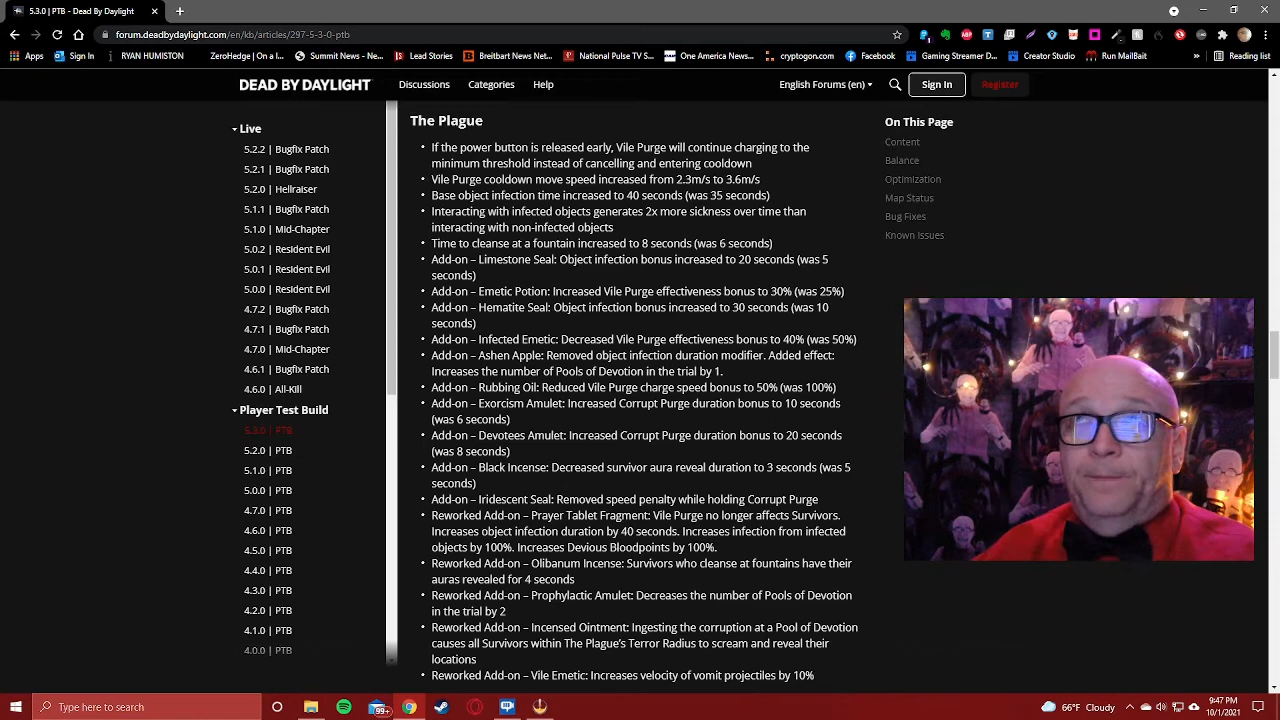 5.3.0 | PTB - Dead by Daylight
forum.deadbydaylight.com/en/kb/articles/297-5-3-0-ptb
Apps Sign In RYAN HUMISTON ZeroHedge | On a... Summit News - Ne... Lead Stories Breitbart News Net... National Pulse TV S... One America News... cryptogon.com Facebook Gaming Streamer D... Creator Studio Run MailBait » Reading list
DEAD BY DAYLIGHT Discussions Categories Help English Forums (en) Sign In Register
Live
5.2.2 | Bugfix Patch
5.2.1 | Bugfix Patch
5.2.0 | Hellraiser
5.1.1 | Bugfix Patch
5.1.0 | Mid-Chapter
5.0.2 | Resident Evil
5.0.1 | Resident Evil
5.0.0 | Resident Evil
4.7.2 | Bugfix Patch
4.7.1 | Bugfix Patch
4.7.0 | Mid-Chapter
4.6.1 | Bugfix Patch
4.6.0 | All-Kill
Player Test Build
5.3.0 | PTB
5.2.0 | PTB
5.1.0 | PTB
5.0.0 | PTB
4.7.0 | PTB
4.6.0 | PTB
4.5.0 | PTB
4.4.0 | PTB
4.3.0 | PTB
4.2.0 | PTB
4.1.0 | PTB
4.0.0 | PTB
The Plague
• If the power button is released early, Vile Purge will continue charging to the
minimum threshold instead of cancelling and entering cooldown
• Vile Purge cooldown move speed increased from 2.3m/s to 3.6m/s
• Base object infection time increased to 40 seconds (was 35 seconds)
• Interacting with infected objects generates 2x more sickness over time than
interacting with non-infected objects
• Time to cleanse at a fountain increased to 8 seconds (was 6 seconds)
• Add-on – Limestone Seal: Object infection bonus increased to 20 seconds (was 5
seconds)
• Add-on – Emetic Potion: Increased Vile Purge effectiveness bonus to 30% (was 25%)
• Add-on – Hematite Seal: Object infection bonus increased to 30 seconds (was 10
seconds)
• Add-on – Infected Emetic: Decreased Vile Purge effectiveness bonus to 40% (was 50%)
• Add-on – Ashen Apple: Removed object infection duration modifier. Added effect:
Increases the number of Pools of Devotion in the trial by 1.
• Add-on – Rubbing Oil: Reduced Vile Purge charge speed bonus to 50% (was 100%)
• Add-on – Exorcism Amulet: Increased Corrupt Purge duration bonus to 10 seconds
(was 6 seconds)
• Add-on – Devotees Amulet: Increased Corrupt Purge duration bonus to 20 seconds
(was 8 seconds)
• Add-on – Black Incense: Decreased survivor aura reveal duration to 3 seconds (was 5
seconds)
• Add-on – Iridescent Seal: Removed speed penalty while holding Corrupt Purge
• Reworked Add-on – Prayer Tablet Fragment: Vile Purge no longer affects Survivors.
Increases object infection duration by 40 seconds. Increases infection from infected
objects by 100%. Increases Devious Bloodpoints by 100%.
• Reworked Add-on – Olibanum Incense: Survivors who cleanse at fountains have their
auras revealed for 4 seconds
• Reworked Add-on – Prophylactic Amulet: Decreases the number of Pools of Devotion
in the trial by 2
• Reworked Add-on – Incensed Ointment: Ingesting the corruption at a Pool of Devotion
causes all Survivors within The Plague's Terror Radius to scream and reveal their
locations
• Reworked Add-on – Vile Emetic: Increases velocity of vomit projectiles by 10%
On This Page
Content
Balance
Optimization
Map Status
Bug Fixes
Known Issues
Type here to search
99+
66°F Cloudy
9:47 PM
10/1/2021